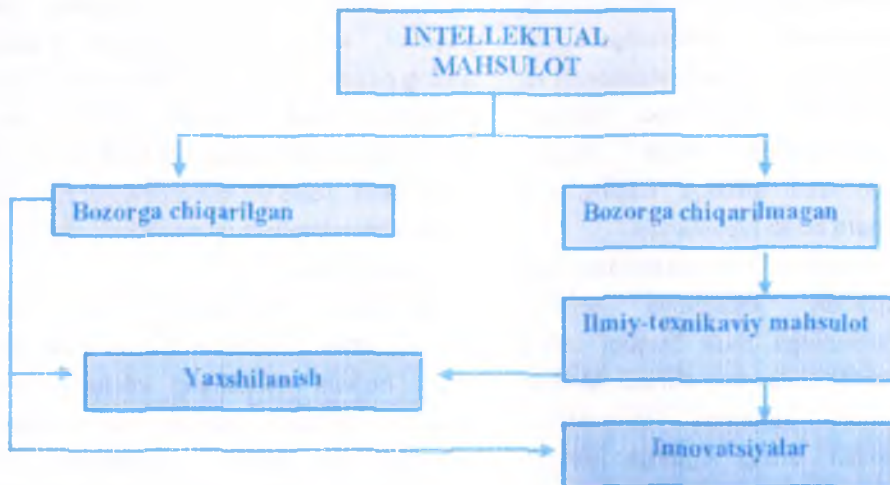 INTELLEKTUAL
MAHSULOT
Bozorga chiqarilgan
Bozorga chiqarilmagan
Ilmiy-texnikaviy mahsulot
Yaxshilanish
Innovatsiyalar